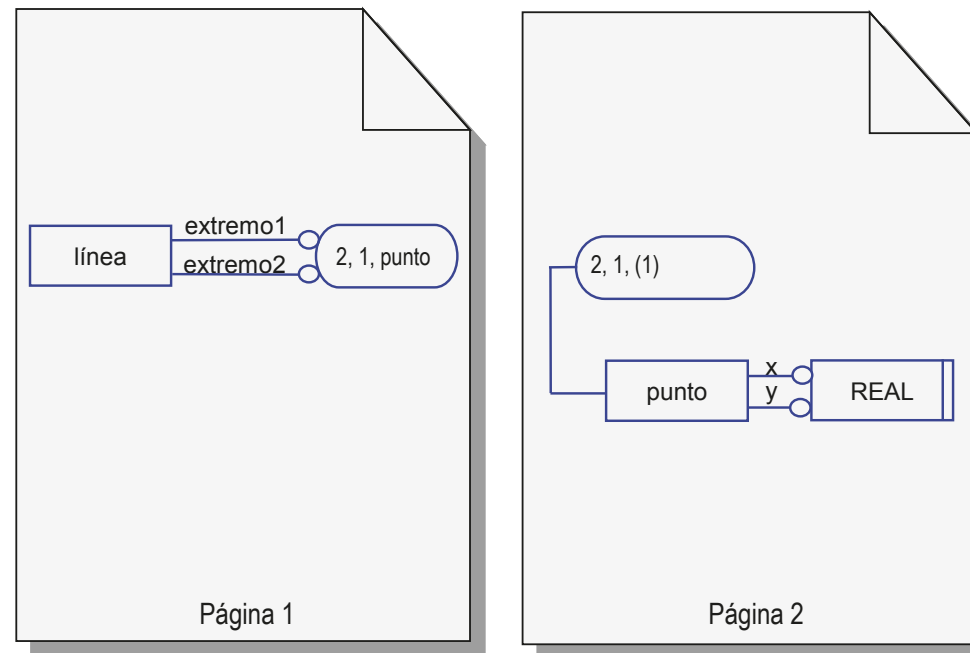 extremo1
línea
2, 1, punto
extremo2
Página 1
2, 1, (1)
x
punto
y
REAL
Página 2